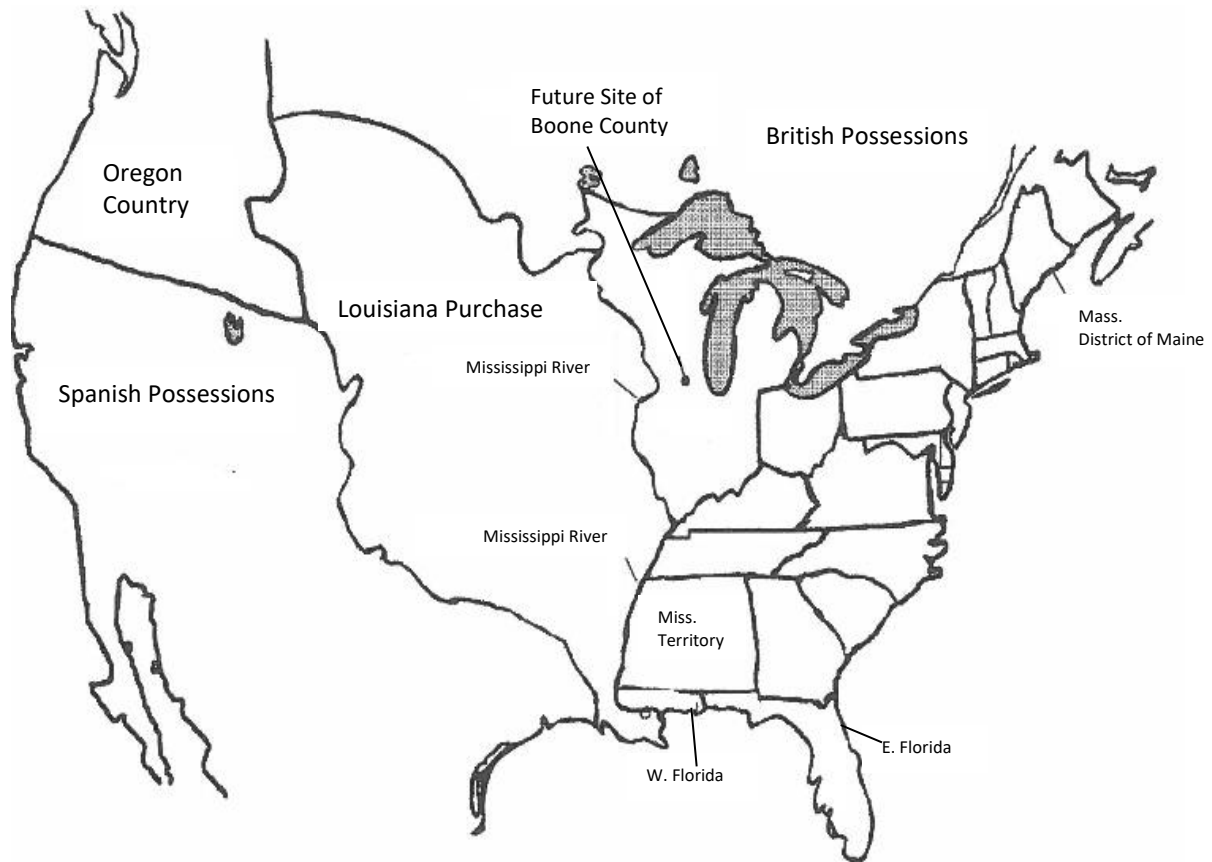 Future Site of
Boone County
British Possessions
Oregon
Country
Louisiana Purchase
Mass.
District of Maine
Mississippi River
Spanish Possessions
Mississippi River
Miss.
Territory
E. Florida
W. Florida